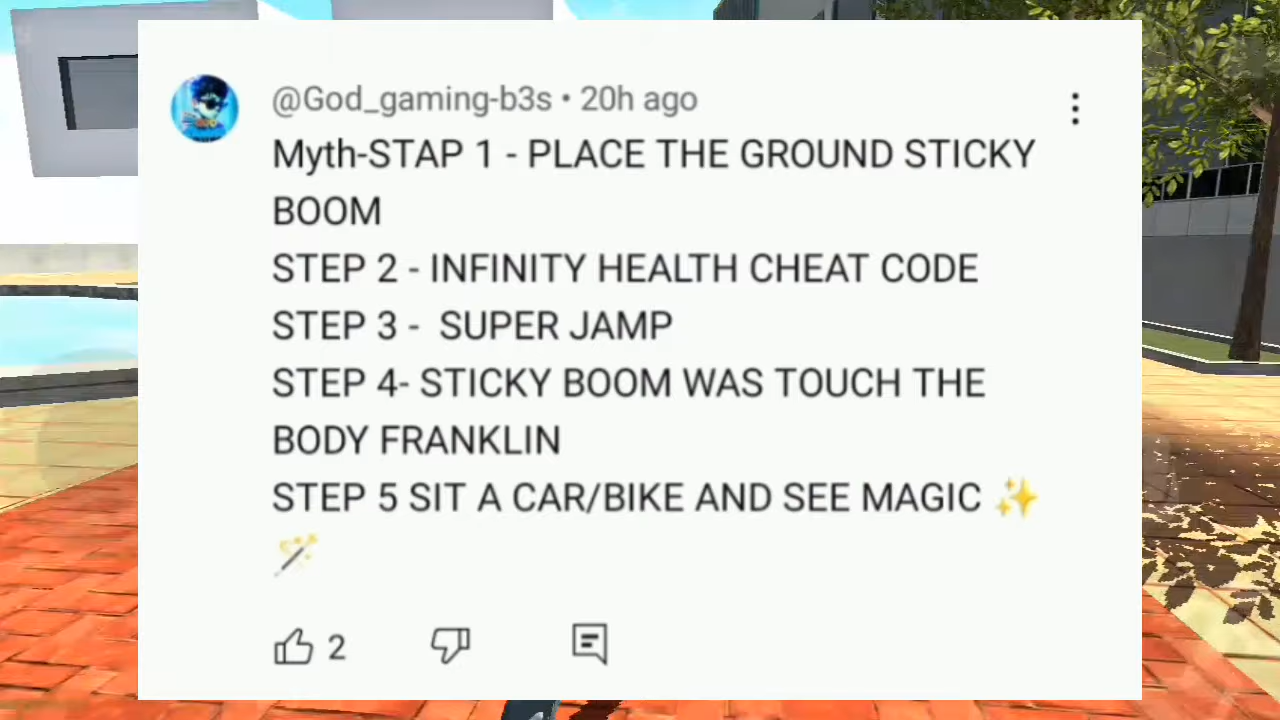 @God_gaming-b3s • 20h ago
Myth-STAP 1 - PLACE THE GROUND STICKY
BOOM
STEP 2 - INFINITY HEALTH CHEAT CODE
STEP 3 -  SUPER JAMP
STEP 4- STICKY BOOM WAS TOUCH THE
BODY FRANKLIN
STEP 5 SIT A CAR/BIKE AND SEE MAGIC ✨
🪄
2